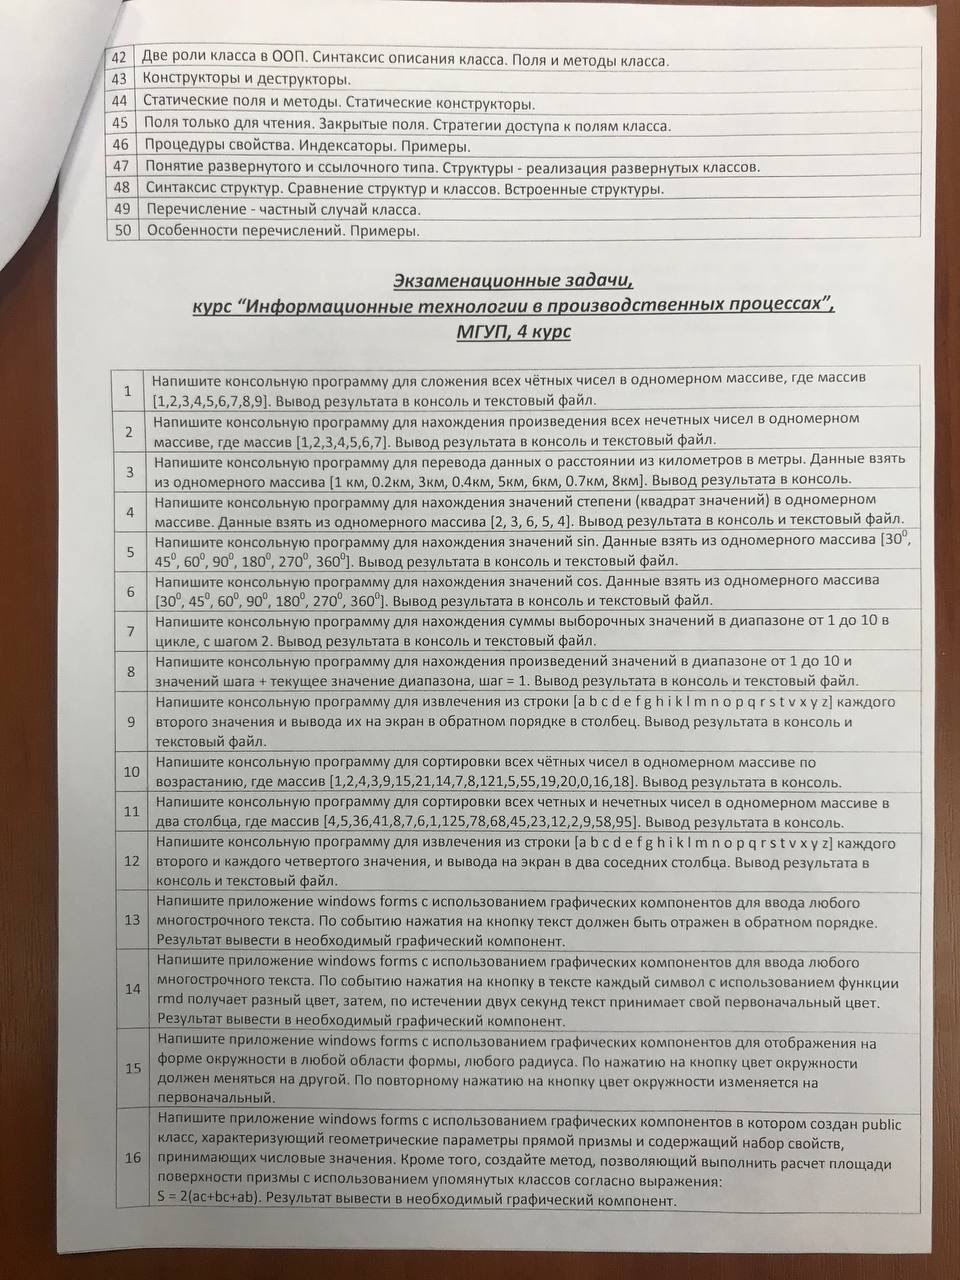 42 Две роли класса в ООП. Синтаксис описания класса. Поля и методы класса.
43 Конструкторы и деструкторы.
44 Статические поля и методы. Статические конструкторы.
45 Поля только для чтения. Закрытые поля. Стратегии доступа к полям класса.
46 Процедуры свойства. Индексаторы. Примеры.
47 Понятие развернутого и ссылочного типа. Структуры - реализация развернутых классов.
48 Синтаксис структур. Сравнение структур и классов. Встроенные структуры.
49 Перечисление - частный случай класса.
50 Особенности перечислений. Примеры.
Экзаменационные задачи,
курс “Информационные технологии в производственных процессах”,
МГУП, 4 курс
1 Напишите консольную программу для сложения всех чётных чисел в одномерном массиве, где массив
[1,2,3,4,5,6,7,8,9]. Вывод результата в консоль и текстовый файл.
2 Напишите консольную программу для нахождения произведения всех нечетных чисел в одномерном
массиве, где массив [1,2,3,4,5,6,7]. Вывод результата в консоль и текстовый файл.
3 Напишите консольную программу для перевода данных о расстоянии из километров в метры. Данные взять
из одномерного массива [1 км, 0.2км, 3км, 0.4км, 5км, 6км, 0.7км, 8км]. Вывод результата в консоль.
4 Напишите консольную программу для нахождения значений степени (квадрат значений) в одномерном
массиве. Данные взять из одномерного массива [2, 3, 6, 5, 4]. Вывод результата в консоль и текстовый файл.
5 Напишите консольную программу для нахождения значений sin. Данные взять из одномерного массива [30⁰,
45⁰, 60⁰, 90⁰, 180⁰, 270⁰, 360⁰]. Вывод результата в консоль и текстовый файл.
6 Напишите консольную программу для нахождения значений cos. Данные взять из одномерного массива
[30⁰, 45⁰, 60⁰, 90⁰, 180⁰, 270⁰, 360⁰]. Вывод результата в консоль и текстовый файл.
7 Напишите консольную программу для нахождения суммы выборочных значений в диапазоне от 1 до 10 в
цикле, с шагом 2. Вывод результата в консоль и текстовый файл.
8 Напишите консольную программу для нахождения произведений значений в диапазоне от 1 до 10 и
значений шага + текущее значение диапазона, шаг = 1. Вывод результата в консоль и текстовый файл.
9 Напишите консольную программу для извлечения из строки [a b c d e f g h i k l m n o p q r s t v x y z] каждого
второго значения и вывода их на экран в обратном порядке в столбец. Вывод результата в консоль и
текстовый файл.
10 Напишите консольную программу для сортировки всех чётных чисел в одномерном массиве по
возрастанию, где массив [1,2,4,3,9,15,21,14,7,8,121,5,55,19,20,0,16,18]. Вывод результата в консоль.
11 Напишите консольную программу для сортировки всех четных и нечетных чисел в одномерном массиве в
два столбца, где массив [4,5,36,41,8,7,6,1,125,78,68,45,23,12,2,9,58,95]. Вывод результата в консоль.
12 Напишите консольную программу для извлечения из строки [a b c d e f g h i k l m n o p q r s t v x y z] каждого
второго и каждого четвертого значения, и вывода на экран в два соседних столбца. Вывод результата в
консоль и текстовый файл.
13 Напишите приложение windows forms с использованием графических компонентов для ввода любого
многострочного текста. По событию нажатия на кнопку текст должен быть отражен в обратном порядке.
Результат вывести в необходимый графический компонент.
14 Напишите приложение windows forms с использованием графических компонентов для ввода любого
многострочного текста. По событию нажатия на кнопку в тексте каждый символ с использованием функции
rmd получает разный цвет, затем, по истечении двух секунд текст принимает свой первоначальный цвет.
Результат вывести в необходимый графический компонент.
15 Напишите приложение windows forms с использованием графических компонентов для отображения на
форме окружности в любой области формы, любого радиуса. По нажатию на кнопку цвет окружности
должен меняться на другой. По повторному нажатию на кнопку цвет окружности изменяется на
первоначальный.
16 Напишите приложение windows forms с использованием графических компонентов в котором создан public
класс, характеризующий геометрические параметры прямой призмы и содержащий набор свойств,
принимающих числовые значения. Кроме того, создайте метод, позволяющий выполнить расчет площади
поверхности призмы с использованием упомянутых классов согласно выражения:
S = 2(ac+bc+ab). Результат вывести в необходимый графический компонент.